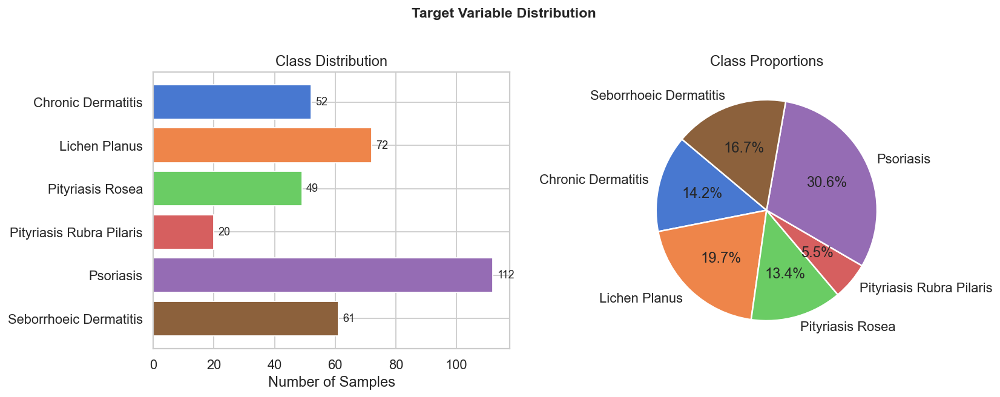 Target Variable Distribution
Class Distribution
Chronic Dermatitis
52
Lichen Planus
72
Pityriasis Rosea
49
Pityriasis Rubra Pilaris
20
Psoriasis
112
Seborrhoeic Dermatitis
61
0 20 40 60 80 100
Number of Samples
Class Proportions
Seborrhoeic Dermatitis
16.7%
Psoriasis
30.6%
Chronic Dermatitis
14.2%
Lichen Planus
19.7%
Pityriasis Rosea
13.4%
Pityriasis Rubra Pilaris
5.5%